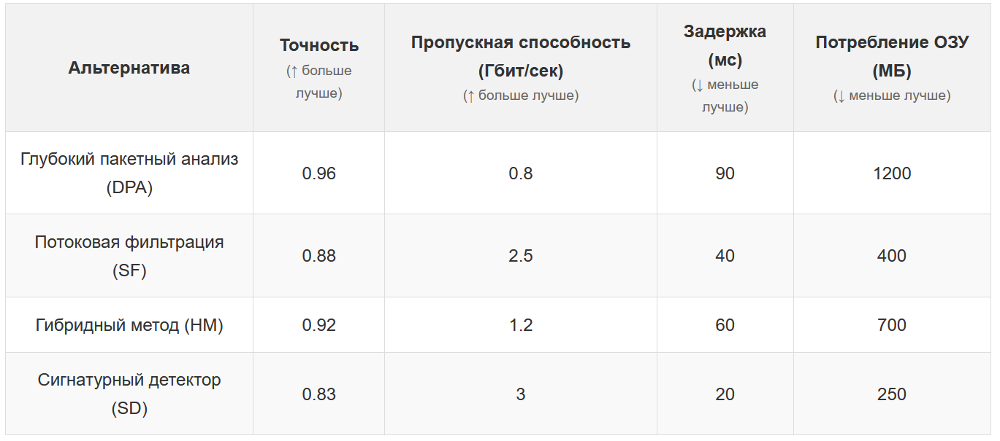 Альтернатива
Точность
(↑ больше
лучше)
Пропускная способность
(Гбит/сек)
(↑ больше лучше)
Задержка
(мс)
(↓ меньше
лучше)
Потребление ОЗУ
(МБ)
(↓ меньше лучше)
Глубокий пакетный анализ
(DPA)
0.96
0.8
90
1200
Потоковая фильтрация
(SF)
0.88
2.5
40
400
Гибридный метод (HM)
0.92
1.2
60
700
Сигнатурный детектор
(SD)
0.83
3
20
250